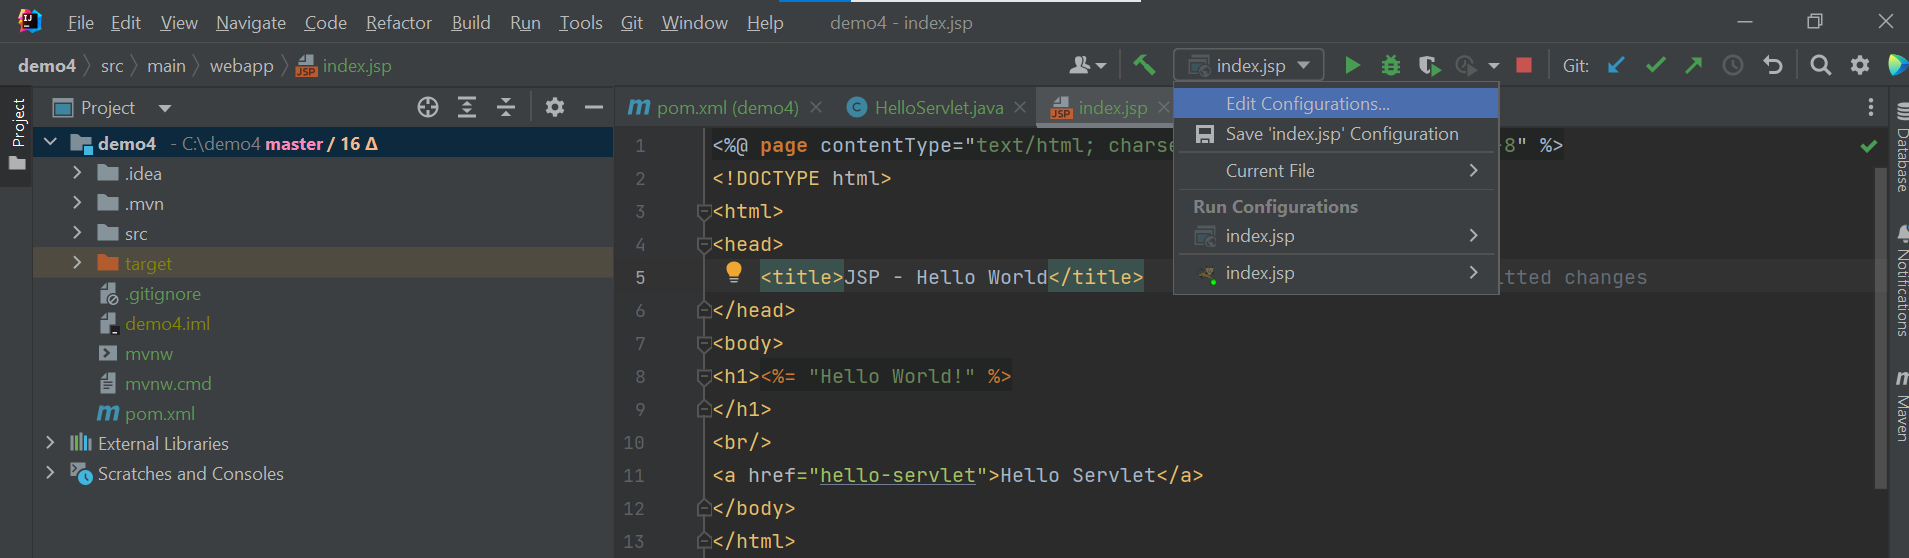 File Edit View Navigate Code Refactor Build Run Tools Git Window Help demo4 - index.jsp
demo4 src main webapp index.jsp index.jsp Git:
Project
Project
pom.xml (demo4) HelloServlet.java index.jsp
demo4 - C:\demo4 master / 16 Δ
.idea
.mvn
src
target
.gitignore
demo4.iml
mvnw
mvnw.cmd
pom.xml
External Libraries
Scratches and Consoles
1 <%@ page contentType="text/html; charse 8" %>
2 <!DOCTYPE html>
3 <html>
4 <head>
5 <title>JSP - Hello World</title> tted changes
6 </head>
7 <body>
8 <h1><%= "Hello World!" %>
9 </h1>
10 <br/>
11 <a href="hello-servlet">Hello Servlet</a>
12 </body>
13 </html>
Edit Configurations...
Save 'index.jsp' Configuration
Current File
Run Configurations
index.jsp
index.jsp
Database
Notifications
Maven